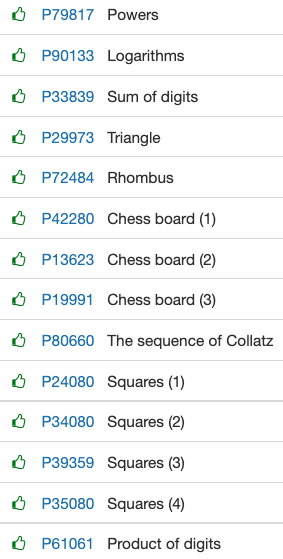 P79817 Powers
P90133 Logarithms
P33839 Sum of digits
P29973 Triangle
P72484 Rhombus
P42280 Chess board (1)
P13623 Chess board (2)
P19991 Chess board (3)
P80660 The sequence of Collatz
P24080 Squares (1)
P34080 Squares (2)
P39359 Squares (3)
P35080 Squares (4)
P61061 Product of digits